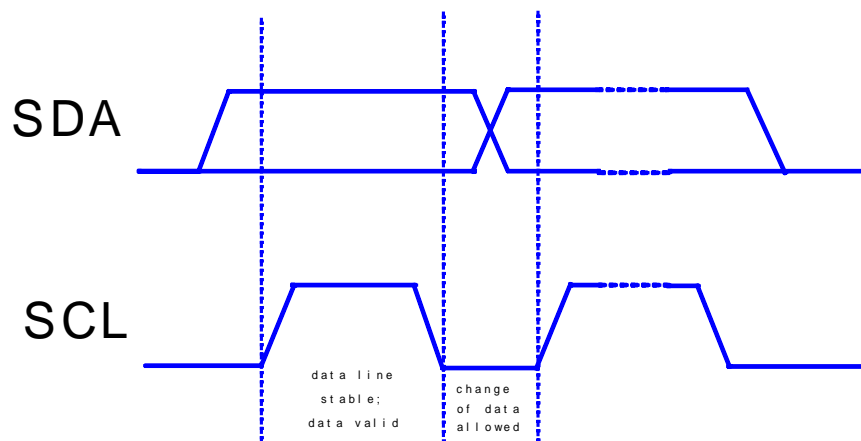 SDA
SCL
data line
stable;
data valid
change
of data
allowed